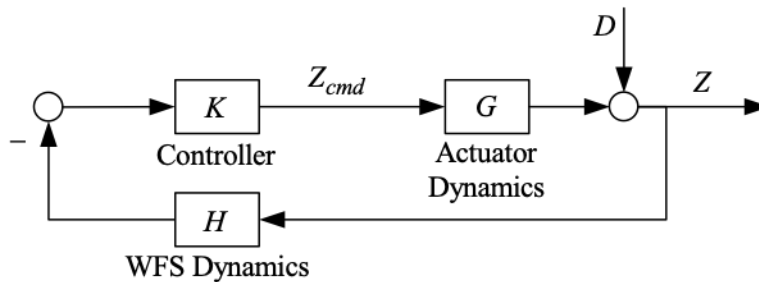 D
Z
Z_cmd
K
G
Controller
Actuator
Dynamics
–
H
WFS Dynamics